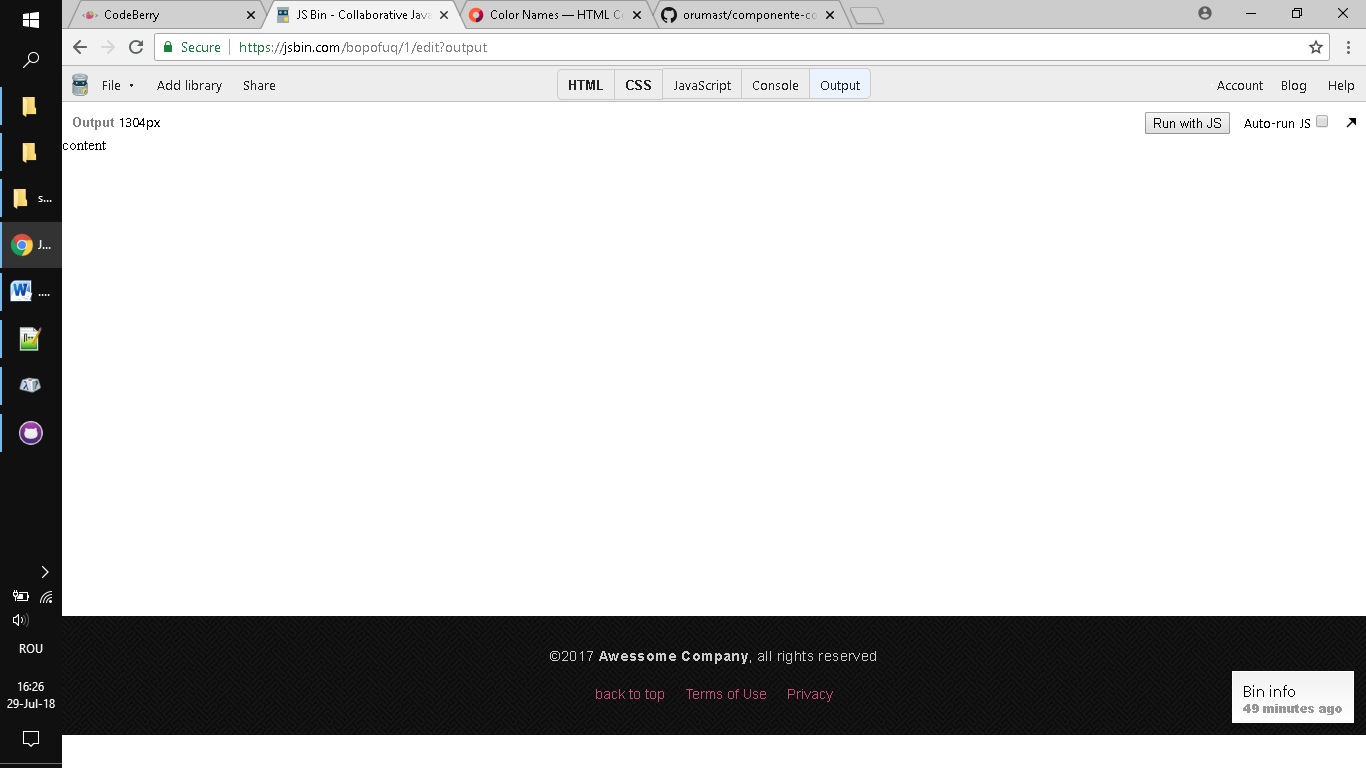 CodeBerry
JS Bin - Collaborative Java
Color Names — HTML C
orumast/componente-co
Secure https://jsbin.com/bopofuq/1/edit?output
File Add library Share HTML CSS JavaScript Console Output Account Blog Help
Output 1304px Run with JS Auto-run JS
content
s...
J...
W ....
ROU
16:26
29-Jul-18
©2017 Awesome Company, all rights reserved
back to top Terms of Use Privacy
Bin info
49 minutes ago